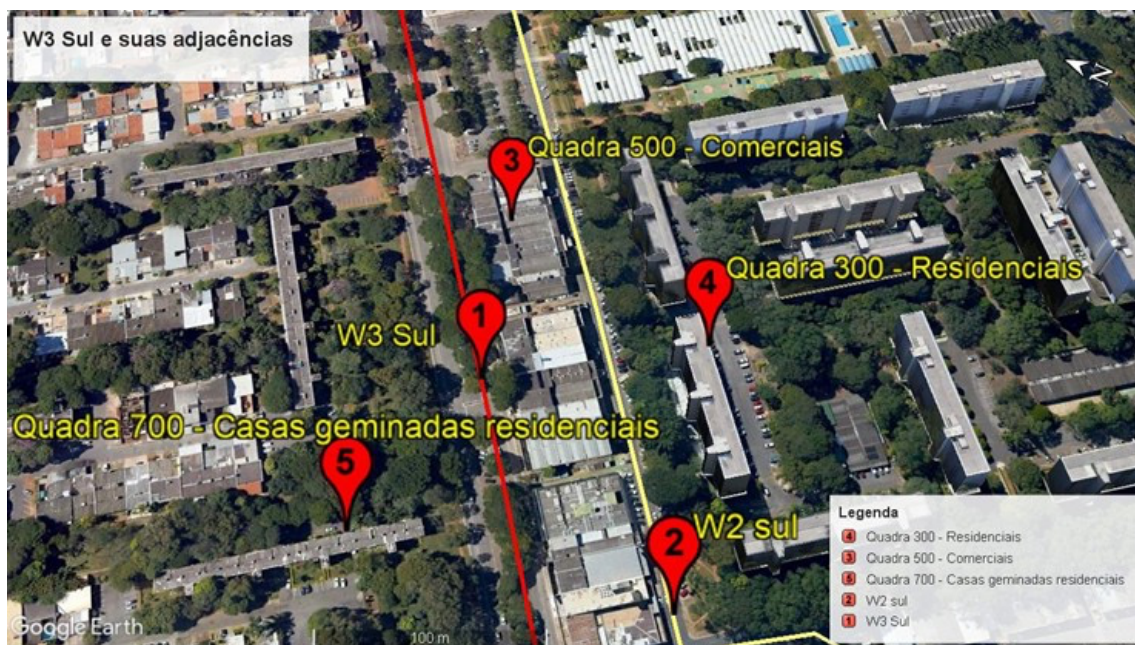 W3 Sul e suas adjacências
N
3
Quadra 500 - Comerciais
4
Quadra 300 - Residenciais
1
W3 Sul
Quadra 700 - Casas geminadas residenciais
5
2
W2 sul
Legenda
4 Quadra 300 - Residenciais
3 Quadra 500 - Comerciais
5 Quadra 700 - Casas geminadas residenciais
2 W2 sul
1 W3 Sul
Google Earth
100 m